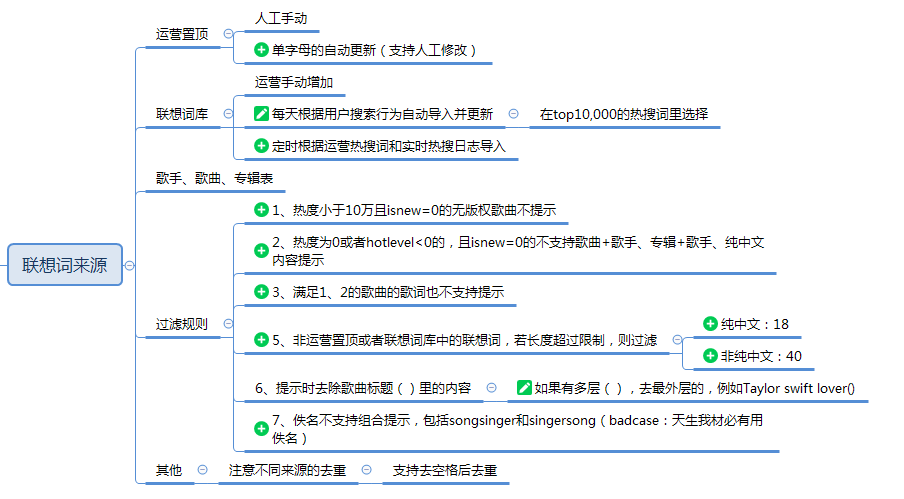 联想词来源
运营置顶
人工手动
单字母的自动更新（支持人工修改）
联想词库
运营手动增加
每天根据用户搜索行为自动导入并更新
在top10,000的热搜词里选择
定时根据运营热搜词和实时热搜日志导入
歌手、歌曲、专辑表
过滤规则
1、热度小于10万且isnew=0的无版权歌曲不提示
2、热度为0或者hotlevel<0的，且isnew=0的不支持歌曲+歌手、专辑+歌手、纯中文
内容提示
3、满足1、2的歌曲的歌词也不支持提示
5、非运营置顶或者联想词库中的联想词，若长度超过限制，则过滤
纯中文：18
非纯中文：40
6、提示时去除歌曲标题（）里的内容
如果有多层（），去最外层的，例如Taylor swift lover()
7、佚名不支持组合提示，包括songsinger和singersong（badcase：天生我材必有用
佚名）
其他
注意不同来源的去重
支持去空格后去重